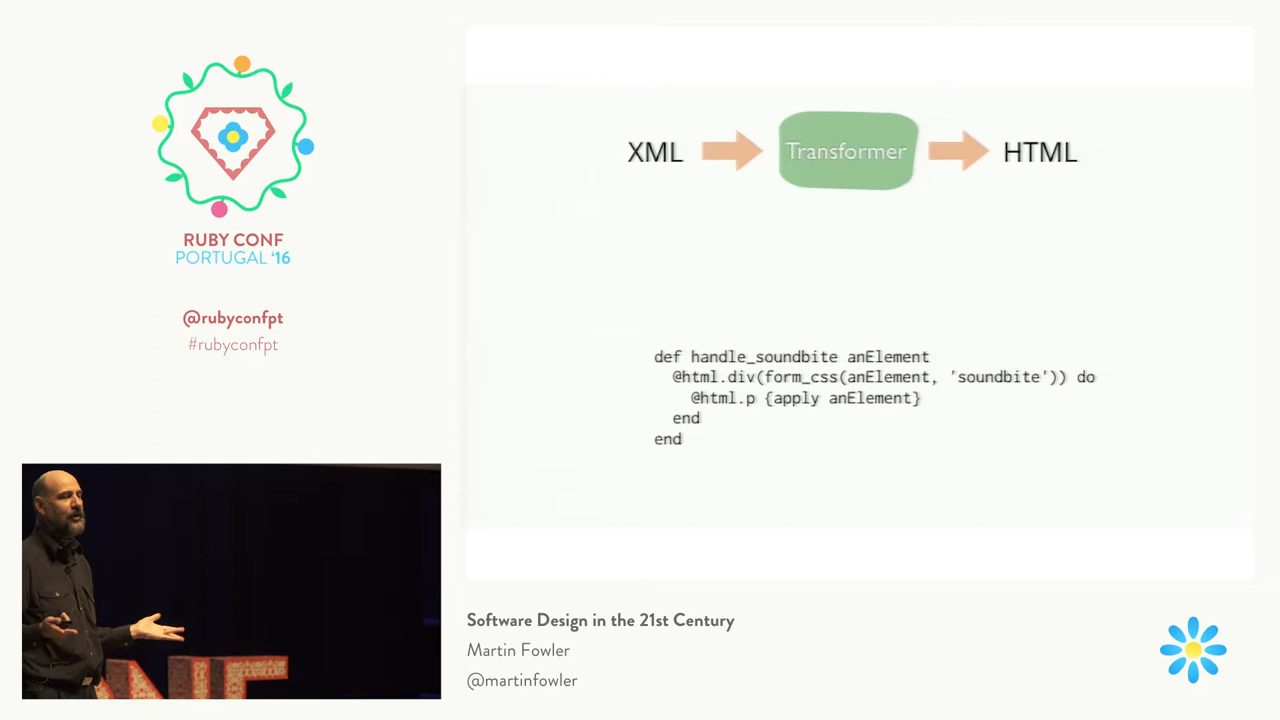 RUBY CONF
PORTUGAL ‘16
@rubyconfpt
#rubyconfpt
XML
Transformer
HTML
def handle_soundbite anElement
  @html.div(form_css(anElement, 'soundbite')) do
    @html.p {apply anElement}
  end
end
Software Design in the 21st Century
Martin Fowler
@martinfowler